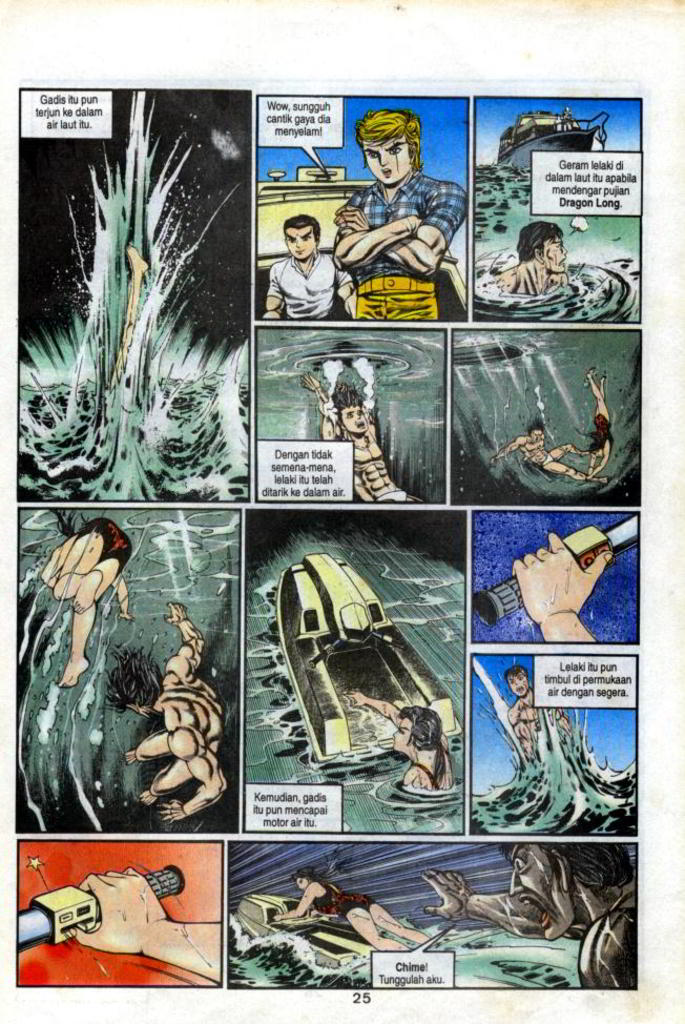 Gadis itu pun
terjun ke dalam
air laut itu.
Wow, sungguh
cantik gaya dia
menyelam!
Geram lelaki di
dalam laut itu apabila
mendengar pujian
Dragon Long.
Dengan tidak
semena-mena,
lelaki itu telah
ditarik ke dalam air.
Kemudian, gadis
itu pun mencapai
motor air itu.
Lelaki itu pun
timbul di permukaan
air dengan segera.
Chime!
Tunggulah aku.
25